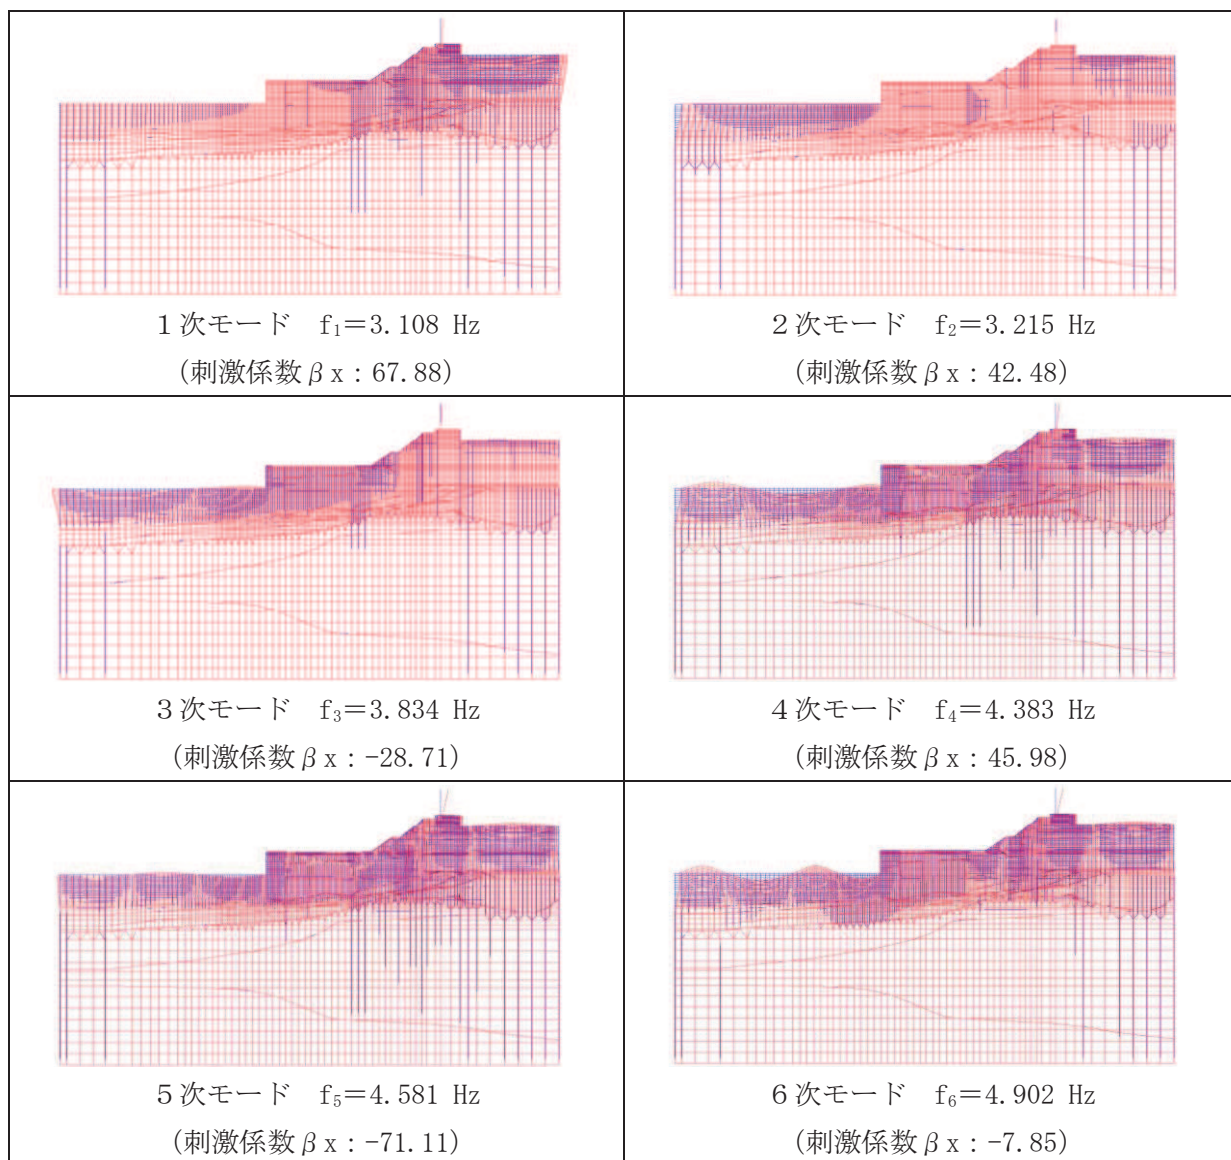 1次モード f₁＝3.108 Hz
(刺激係数βx：67.88)
2次モード f₂＝3.215 Hz
(刺激係数βx：42.48)
3次モード f₃＝3.834 Hz
(刺激係数βx：-28.71)
4次モード f₄＝4.383 Hz
(刺激係数βx：45.98)
5次モード f₅＝4.581 Hz
(刺激係数βx：-71.11)
6次モード f₆＝4.902 Hz
(刺激係数βx：-7.85)